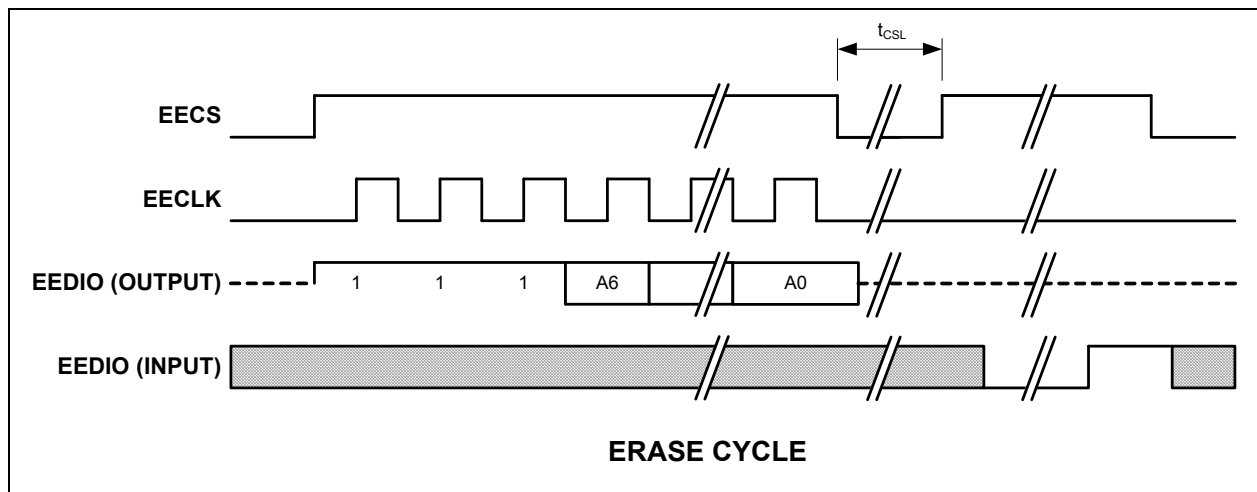 tCSL
EECS
EECLK
EEDIO (OUTPUT)
1 1 1 A6 A0
EEDIO (INPUT)
ERASE CYCLE